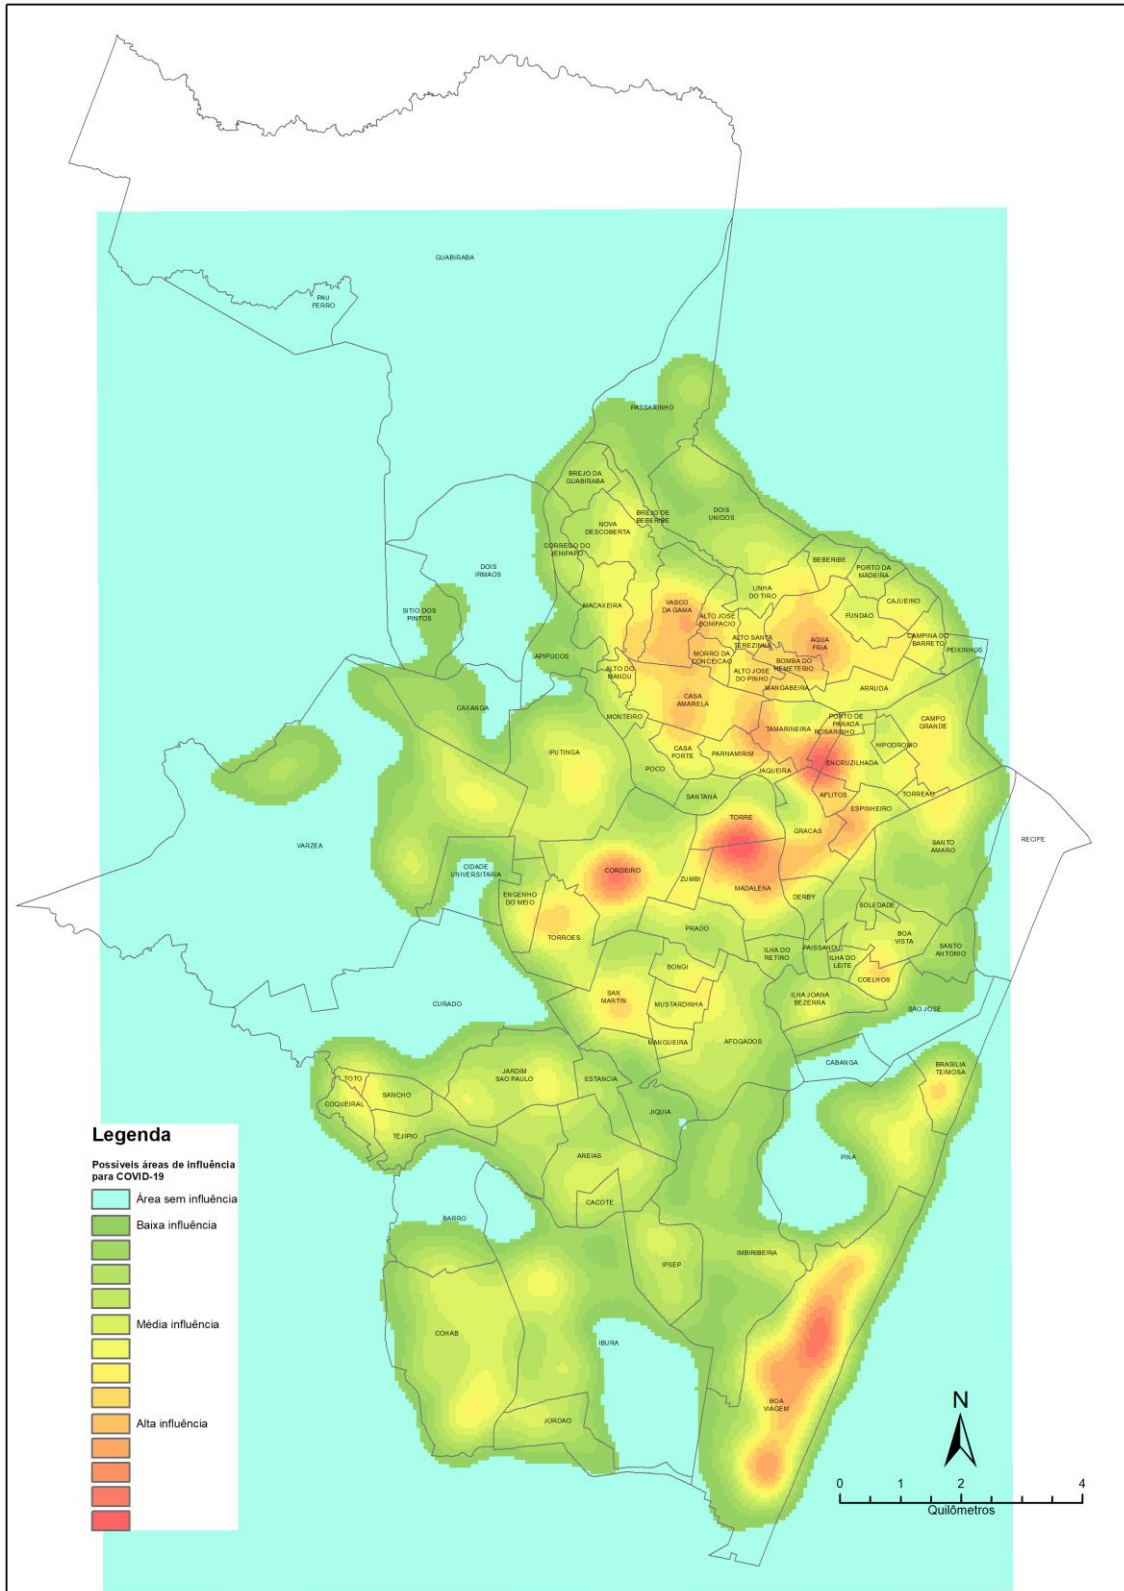 GUABIRABA
PAU
FERRO
PASSARINHO
BREJO DA
GUABIRABA
BREJO DE
BEBERIBE
DOIS
UNIDOS
NOVA
DESCOBERTA
CORREGO DO
JENIPAPO
DOIS
IRMAOS
BEBERIBE
PORTO DA
MADEIRA
LINHA
DO TIRO
CAJUEIRO
SITIO DOS
PINTOS
MACAXEIRA
VASCO
DA GAMA
ALTO JOSE
BONIFACIO
FUNDAO
ALTO SANTA
TEREZINHA
AGUA
FRIA
CAMPINA DO
BARRETO
PEIXINHOS
APIPUCOS
MORRO DA
CONCEICAO
BOMBA DO
HEMETERIO
ALTO DO
MANDU
ALTO JOSE
DO PINHO
MANGABEIRA
ARRUDA
CASA
AMARELA
CAXANGA
MONTEIRO
TAMARINEIRA
PORTO DE
PARADA
ROSARINHO
CAMPO
GRANDE
HIPODROMO
IPUTINGA
CASA
FORTE
PARNAMIRIM
ENCRUZILHADA
POCO
JAQUEIRA
SANTANA
AFLITOS
TORREAO
ESPINHEIRO
TORRE
GRACAS
VARZEA
SANTO
AMARO
RECIFE
CIDADE
UNIVERSITARIA
CORDEIRO
ZUMBI
MADALENA
DERBY
ENGENHO
DO MEIO
SOLEDADE
TORROES
PRADO
BOA
VISTA
ILHA DO
RETIRO
PAISSANDU
ILHA DO
LEITE
SANTO
ANTONIO
BONGI
COELHOS
SAN
MARTIN
MUSTARDINHA
ILHA JOANA
BEZERRA
CURADO
SAO JOSE
MANGUEIRA
AFOGADOS
CABANGA
BRASILIA
TEIMOSA
TOTO
JARDIM
SAO PAULO
ESTANCIA
SANCHO
COQUEIRAL
JIQUIA
TEJIPIO
AREIAS
PINA
CACOTE
BARRO
IMBIRIBEIRA
IPSEP
COHAB
IBURA
BOA
VIAGEM
JORDAO
Legenda
Possíveis áreas de influência
para COVID-19
Área sem influência
Baixa influência
Média influência
Alta influência
N
0 1 2 4
Quilômetros